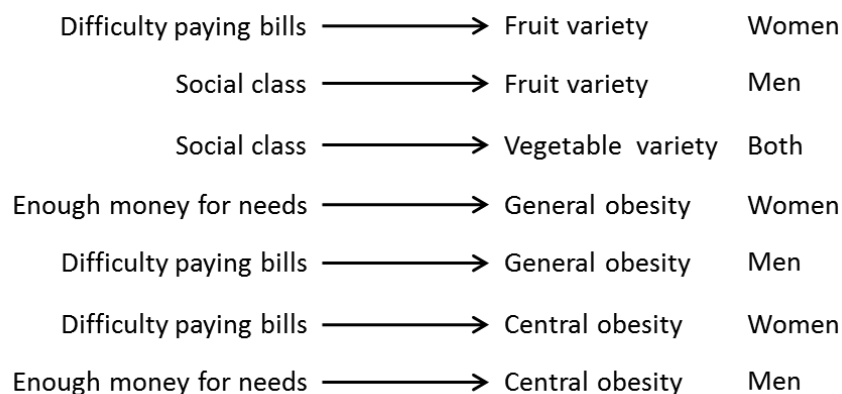 Difficulty paying bills Fruit variety Women
Social class Fruit variety Men
Social class Vegetable variety Both
Enough money for needs General obesity Women
Difficulty paying bills General obesity Men
Difficulty paying bills Central obesity Women
Enough money for needs Central obesity Men